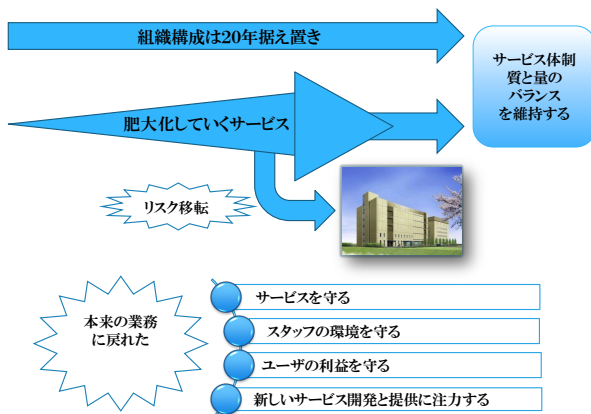 組織構成は20年据え置き
サービス体制
質と量の
バランス
を維持する
肥大化していくサービス
リスク移転
本来の業務
に戻れた
サービスを守る
スタッフの環境を守る
ユーザの利益を守る
新しいサービス開発と提供に注力する